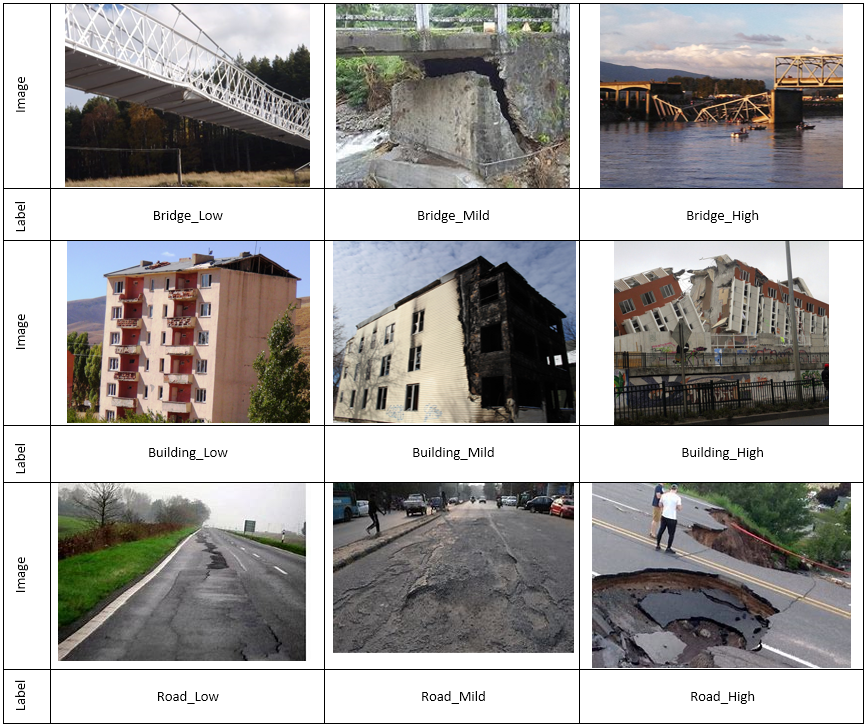 Image
Label
Bridge_Low
Bridge_Mild
Bridge_High
Image
Label
Building_Low
Building_Mild
Building_High
Image
Label
Road_Low
Road_Mild
Road_High